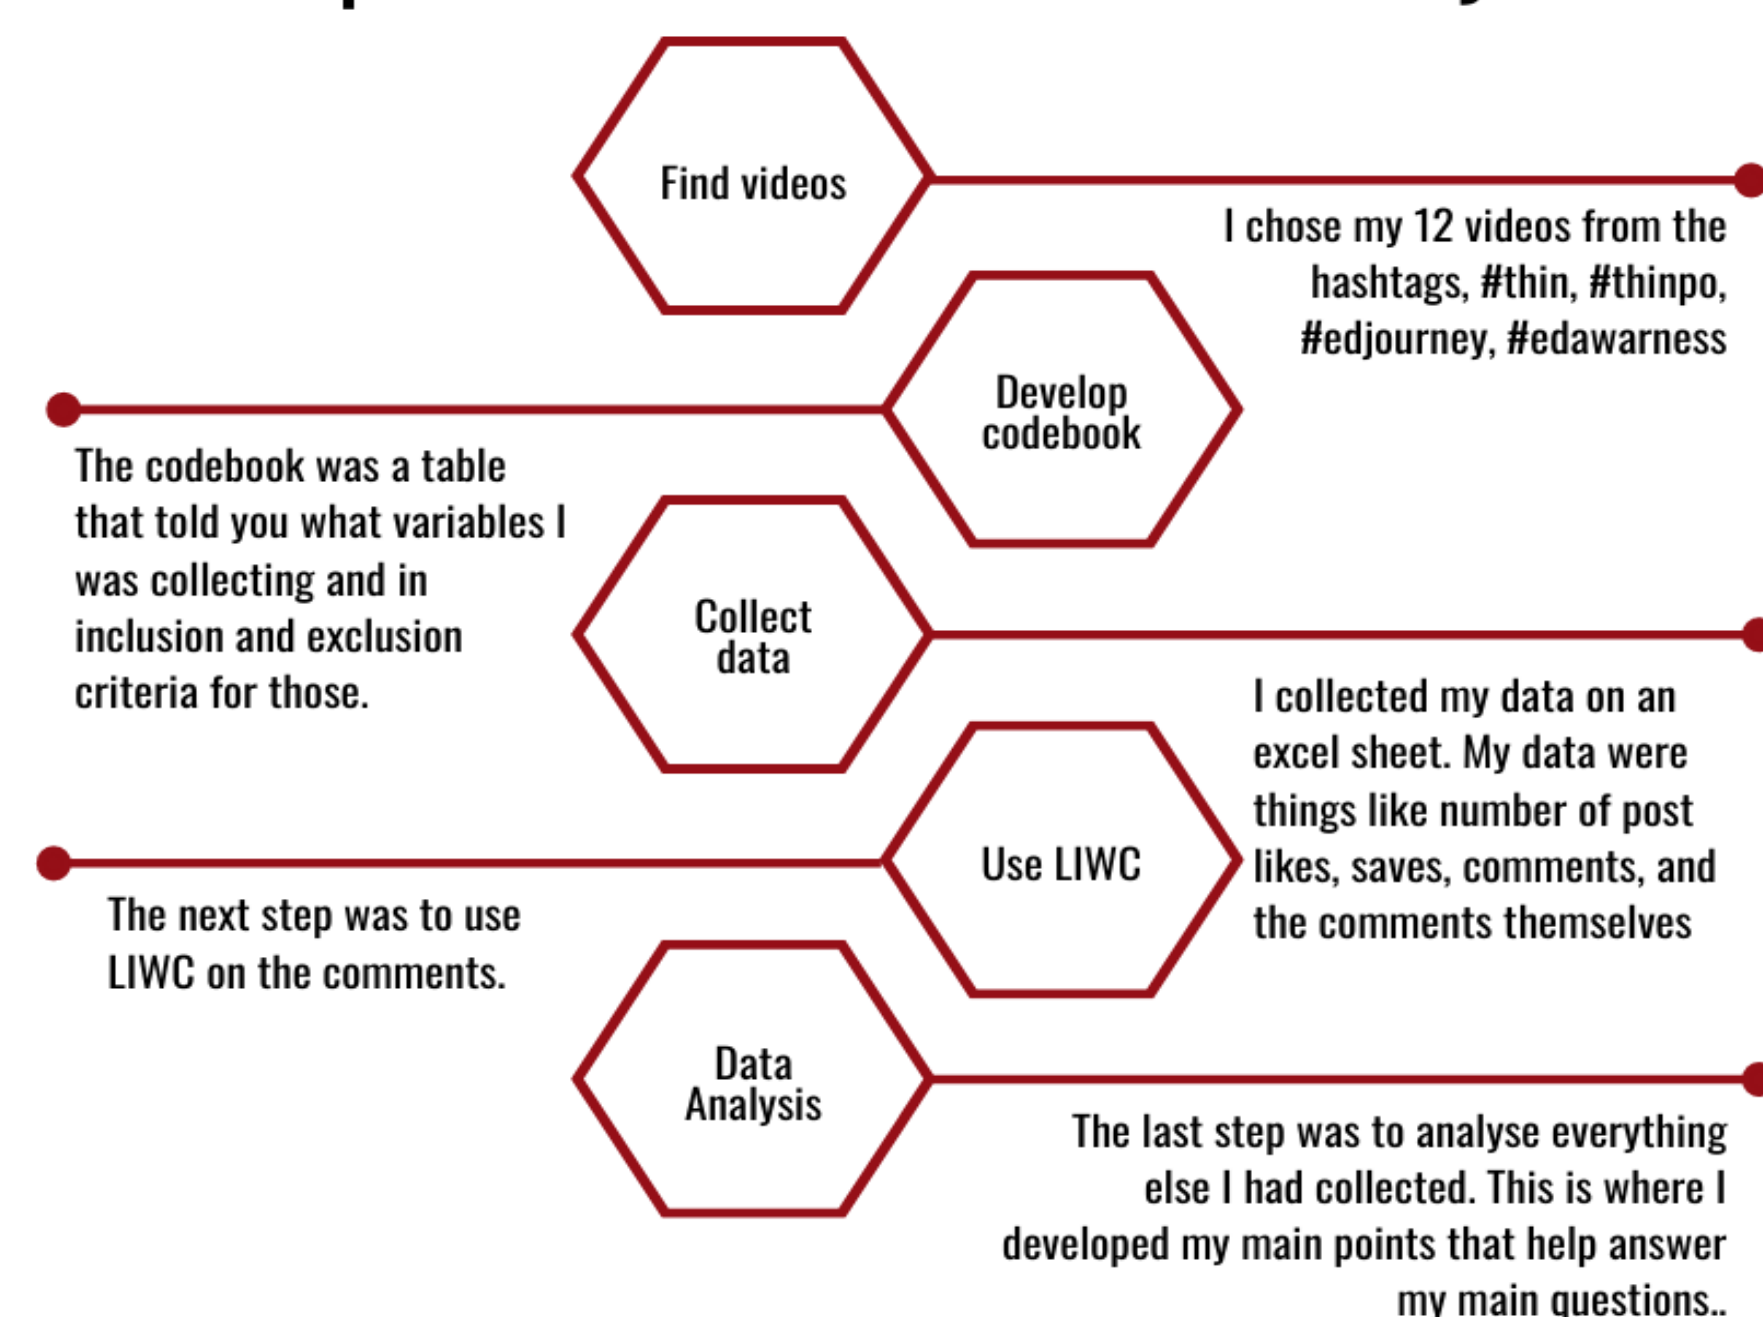 Find videos
I chose my 12 videos from the
hashtags, #thin, #thinpo,
#edjourney, #edawarness
Develop
codebook
The codebook was a table
that told you what variables I
was collecting and in
inclusion and exclusion
criteria for those.
Collect
data
I collected my data on an
excel sheet. My data were
things like number of post
likes, saves, comments, and
the comments themselves
Use LIWC
The next step was to use
LIWC on the comments.
Data
Analysis
The last step was to analyse everything
else I had collected. This is where I
developed my main points that help answer
my main questions..